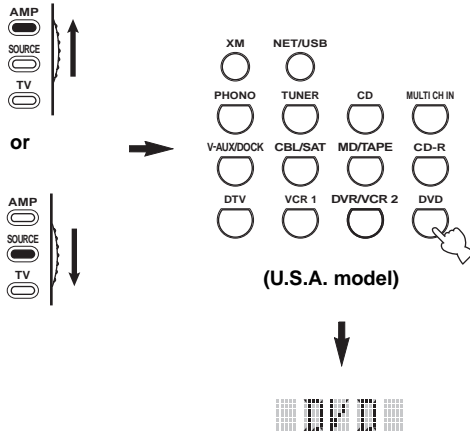 AMP
SOURCE
TV
or
AMP
SOURCE
TV
XM NET/USB
PHONO TUNER CD MULTI CH IN
V-AUX/DOCK CBL/SAT MD/TAPE CD-R
DTV VCR 1 DVR/VCR 2 DVD
(U.S.A. model)
DVD